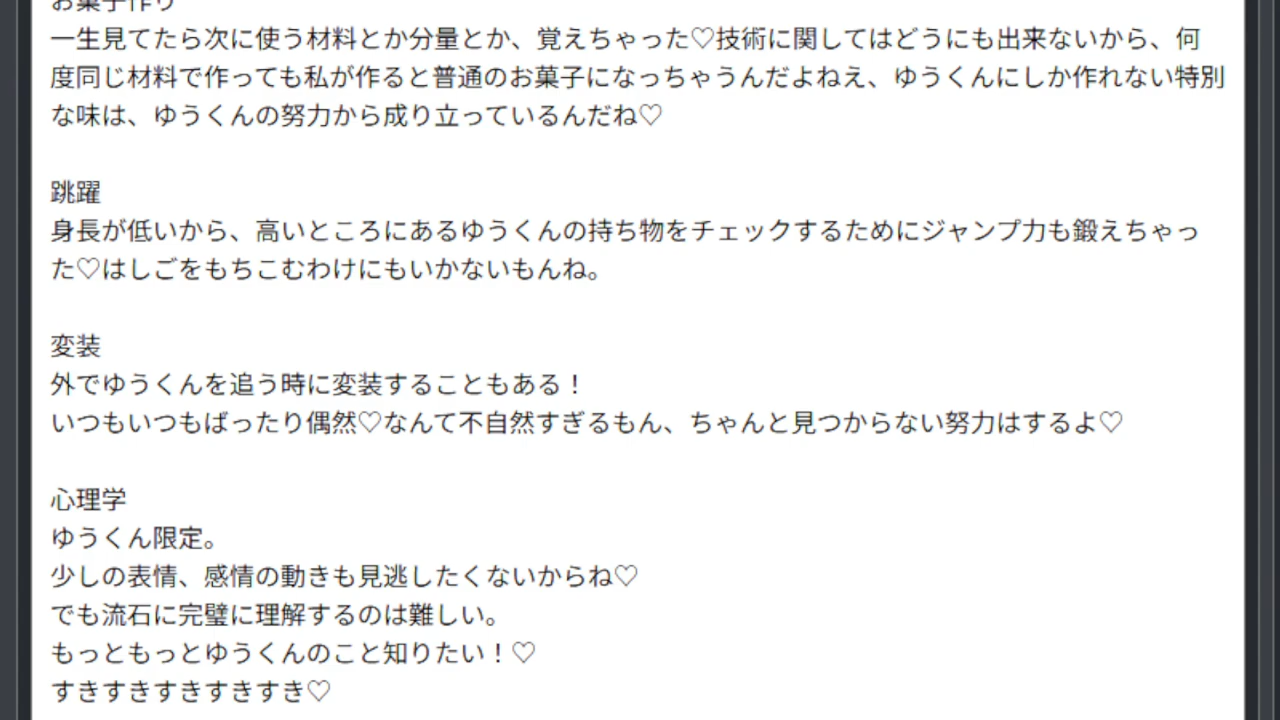 お菓子作り
一生見てたら次に使う材料とか分量とか、覚えちゃった♡技術に関してはどうにも出来ないから、何
度同じ材料で作っても私が作ると普通のお菓子になっちゃうんだよねえ、ゆうくんにしか作れない特別
な味は、ゆうくんの努力から成り立っているんだね♡
跳躍
身長が低いから、高いところにあるゆうくんの持ち物をチェックするためにジャンプ力も鍛えちゃっ
た♡はしごをもちこむわけにもいかないもんね。
変装
外でゆうくんを追う時に変装することもある！
いつもいつもばったり偶然♡なんて不自然すぎるもん、ちゃんと見つからない努力はするよ♡
心理学
ゆうくん限定。
少しの表情、感情の動きも見逃したくないからね♡
でも流石に完璧に理解するのは難しい。
もっともっとゆうくんのこと知りたい！♡
すきすきすきすきすき♡